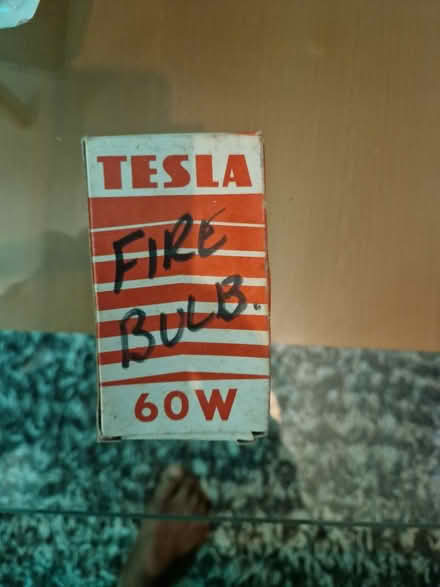 TESLA
FIRE
BULB.
60W